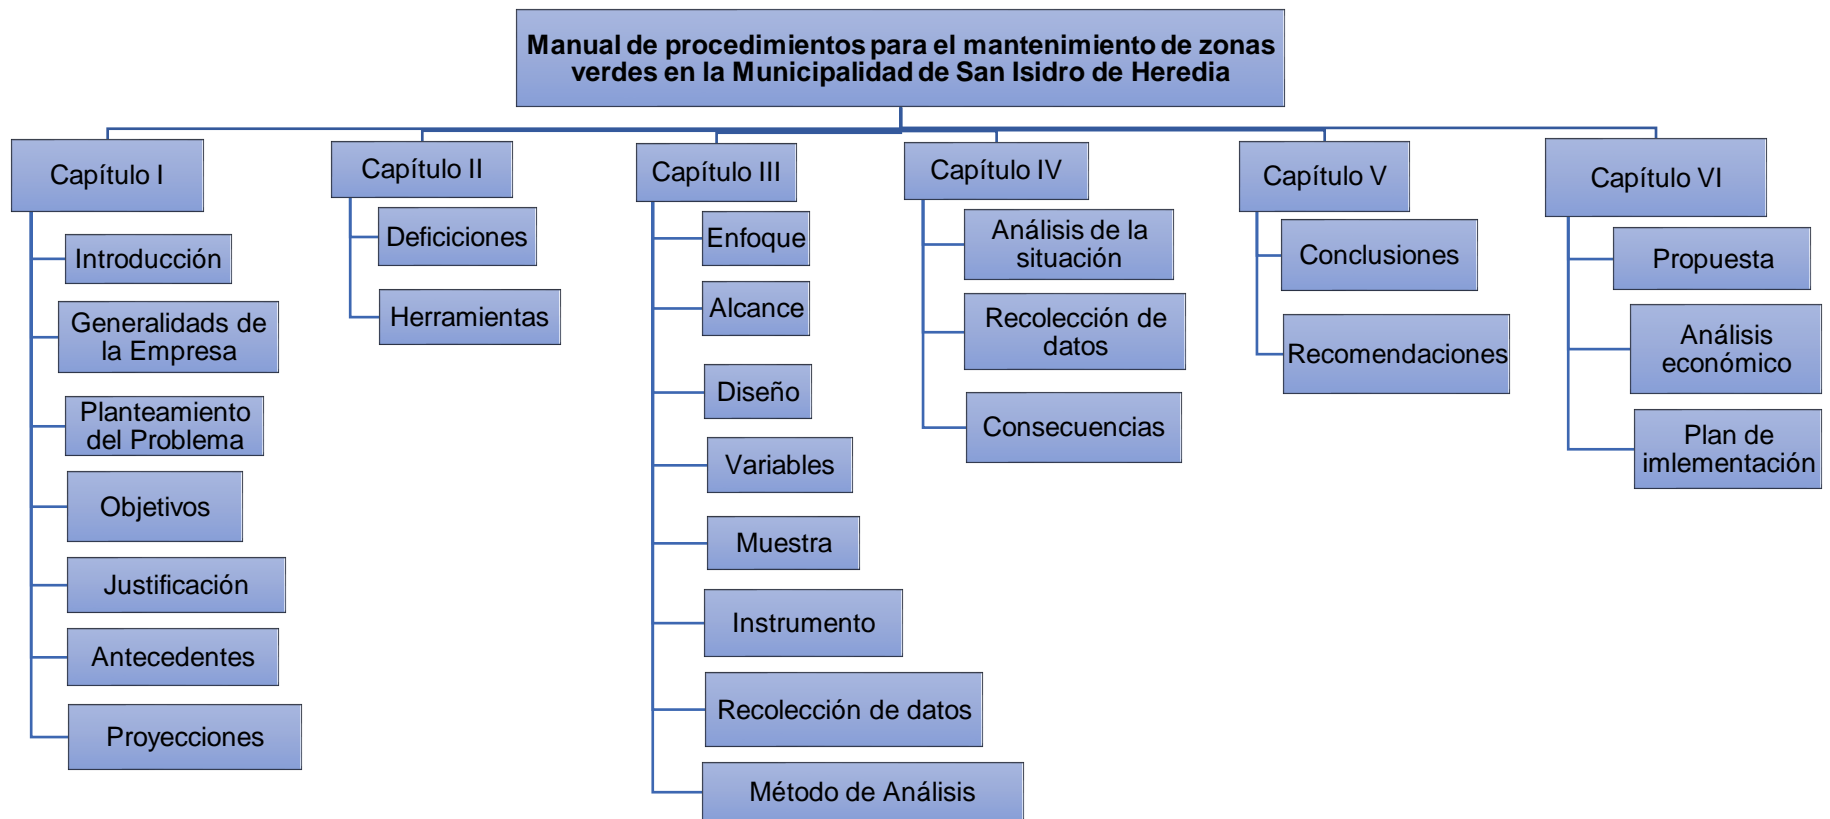 Manual de procedimientos para el mantenimiento de zonas
verdes en la Municipalidad de San Isidro de Heredia
Capítulo I
Introducción
Generalidads de
la Empresa
Planteamiento
del Problema
Objetivos
Justificación
Antecedentes
Proyecciones
Capítulo II
Deficiciones
Herramientas
Capítulo III
Enfoque
Alcance
Diseño
Variables
Muestra
Instrumento
Recolección de datos
Método de Análisis
Capítulo IV
Análisis de la
situación
Recolección de
datos
Consecuencias
Capítulo V
Conclusiones
Recomendaciones
Capítulo VI
Propuesta
Análisis
económico
Plan de
imlementación